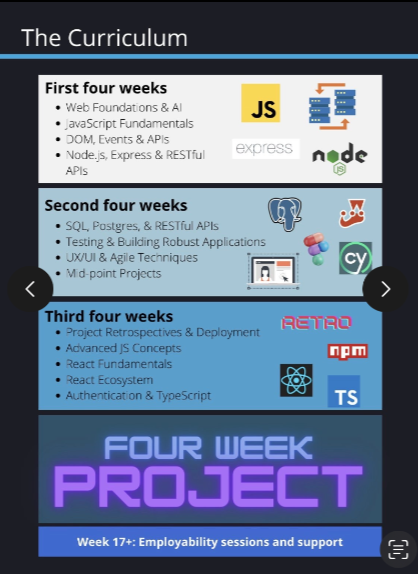 The Curriculum
First four weeks
Web Foundations & AI
JavaScript Fundamentals
DOM, Events & APIs
Node.js, Express & RESTful
APIs
JS
express
node
JS
Second four weeks
SQL, Postgres, & RESTful APIs
Testing & Building Robust Applications
UX/UI & Agile Techniques
Mid-point Projects
cy
Third four weeks
Project Retrospectives & Deployment
Advanced JS Concepts
React Fundamentals
React Ecosystem
Authentication & TypeScript
RETRO
npm
TS
FOUR WEEK
PROJECT
Week 17+: Employability sessions and support